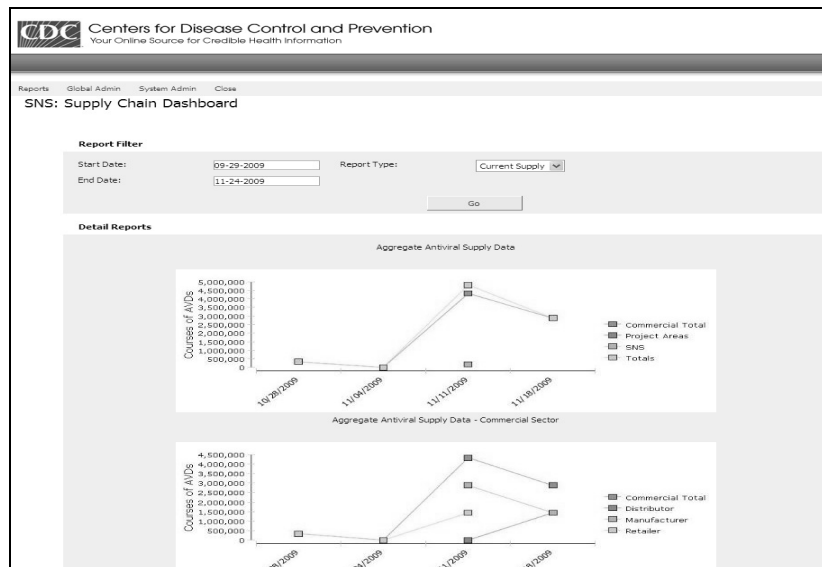 CDC Centers for Disease Control and Prevention
Your Online Source for Credible Health Information
Reports Global Admin System Admin Close
SNS: Supply Chain Dashboard
Report Filter
Start Date: 09-29-2009 Report Type: Current Supply
End Date: 11-24-2009
Go
Detail Reports
Aggregate Antiviral Supply Data
Courses of AVDs
5,000,000
4,500,000
4,000,000
3,500,000
3,000,000
2,500,000
2,000,000
1,500,000
1,000,000
500,000
0
10/28/2009 11/04/2009 11/11/2009 11/18/2009
Commercial Total
Project Areas
SNS
Totals
Aggregate Antiviral Supply Data - Commercial Sector
Courses of AVDs
4,500,000
4,000,000
3,500,000
3,000,000
2,500,000
2,000,000
1,500,000
1,000,000
500,000
0
Commercial Total
Distributor
Manufacturer
Retailer